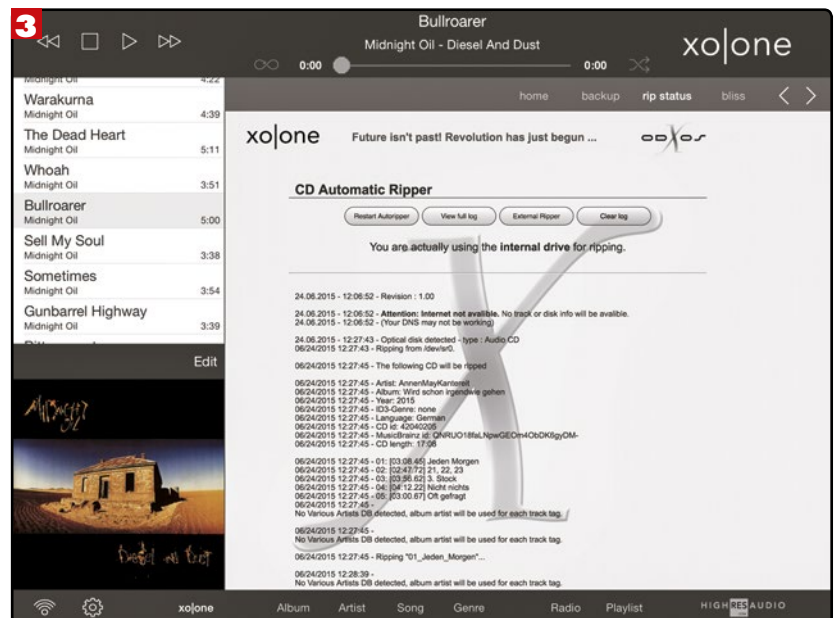 3
Bullroarer
Midnight Oil - Diesel And Dust
0:00
0:00
xo|one
Midnight Oil 4:22
Warakurna
Midnight Oil 4:39
The Dead Heart
Midnight Oil 5:11
Whoah
Midnight Oil 3:51
Bullroarer
Midnight Oil 5:00
Sell My Soul
Midnight Oil 3:38
Sometimes
Midnight Oil 3:54
Gunbarrel Highway
Midnight Oil 3:39
Edit
Midnight Oil
Diesel and Dust
home backup rip status bliss
xo|one Future isn't past! Revolution has just begun ...
CD Automatic Ripper
Restart Autoripper View full log External Ripper Clear log
You are actually using the internal drive for ripping.
24.06.2015 - 12:06:52 - Revision : 1.00
24.06.2015 - 12:06:52 - Attention: Internet not avalible. No track or disk info will be avalible.
24.06.2015 - 12:06:52 - (Your DNS may not be working)
24.06.2015 - 12:27:43 - Optical disk detected - type : Audio CD
06/24/2015 12:27:43 - Ripping from /dev/sr0.
06/24/2015 12:27:45 - The following CD will be ripped
06/24/2015 12:27:45 - Artist: AnnenMayKantereit
06/24/2015 12:27:45 - Album: Wird schon irgendwie gehen
06/24/2015 12:27:45 - Year: 2015
06/24/2015 12:27:45 - ID3-Genre: none
06/24/2015 12:27:45 - Language: German
06/24/2015 12:27:45 - CD id: 42040205
06/24/2015 12:27:45 - MusicBrainz id: QNRUO18faLNpwGEOm4ObDK6gyDM-
06/24/2015 12:27:45 - CD length: 17:08
06/24/2015 12:27:45 - 01: [03:08.45] Jeden Morgen
06/24/2015 12:27:45 - 02: [02:47.72] 21, 22, 23
06/24/2015 12:27:45 - 03: [03:56.62] 3. Stock
06/24/2015 12:27:45 - 04: [04:12.22] Nicht nichts
06/24/2015 12:27:45 - 05: [03:00.67] Oft gefragt
06/24/2015 12:27:45 -
No Various Artists DB detected, album artist will be used for each track tag.
06/24/2015 12:27:45 -
No Various Artists DB detected, album artist will be used for each track tag.
06/24/2015 12:27:45 - Ripping "01_Jeden_Morgen"...
06/24/2015 12:28:39 -
No Various Artists DB detected, album artist will be used for each track tag.
xo|one Album Artist Song Genre Radio Playlist HIGHRESAUDIO